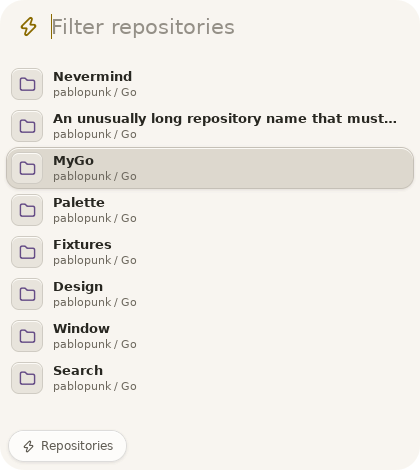 Filter repositories
Nevermind
pablopunk / Go
An unusually long repository name that must…
pablopunk / Go
MyGo
pablopunk / Go
Palette
pablopunk / Go
Fixtures
pablopunk / Go
Design
pablopunk / Go
Window
pablopunk / Go
Search
pablopunk / Go
Repositories